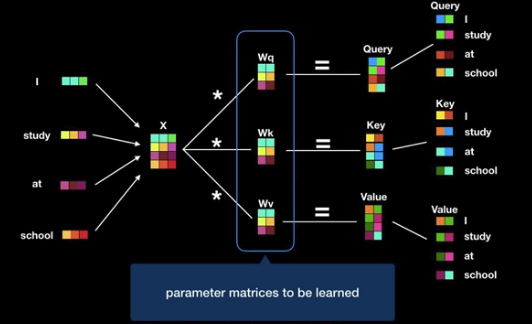 I
study
at
school
X
*
*
*
Wq
Wk
Wv
=
=
=
Query
Key
Value
Query
I
study
at
school
Key
I
study
at
school
Value
I
study
at
school
parameter matrices to be learned